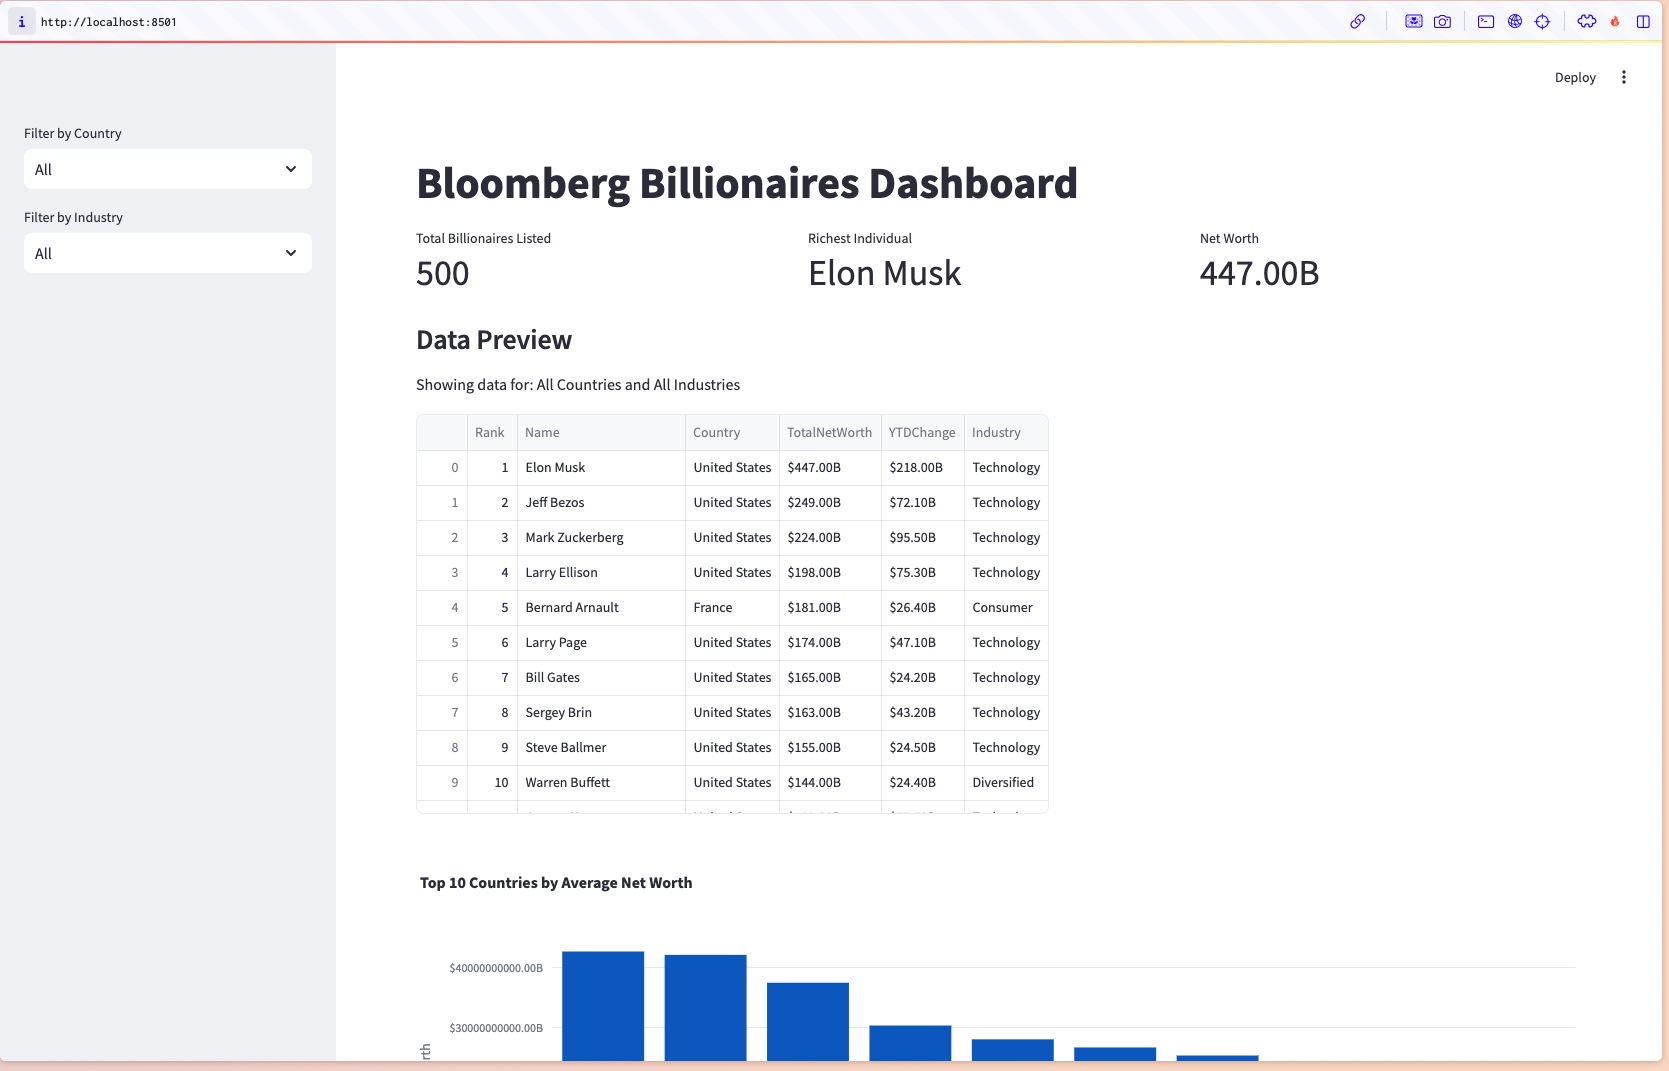 i http://localhost:8501
Deploy
Filter by Country
All
Filter by Industry
All
Bloomberg Billionaires Dashboard
Total Billionaires Listed Richest Individual Net Worth
500 Elon Musk 447.00B
Data Preview
Showing data for: All Countries and All Industries
Rank Name Country TotalNetWorth YTDChange Industry
0 1 Elon Musk United States $447.00B $218.00B Technology
1 2 Jeff Bezos United States $249.00B $72.10B Technology
2 3 Mark Zuckerberg United States $224.00B $95.50B Technology
3 4 Larry Ellison United States $198.00B $75.30B Technology
4 5 Bernard Arnault France $181.00B $26.40B Consumer
5 6 Larry Page United States $174.00B $47.10B Technology
6 7 Bill Gates United States $165.00B $24.20B Technology
7 8 Sergey Brin United States $163.00B $43.20B Technology
8 9 Steve Ballmer United States $155.00B $24.50B Technology
9 10 Warren Buffett United States $144.00B $24.40B Diversified
Top 10 Countries by Average Net Worth
$40000000000.00B
$30000000000.00B